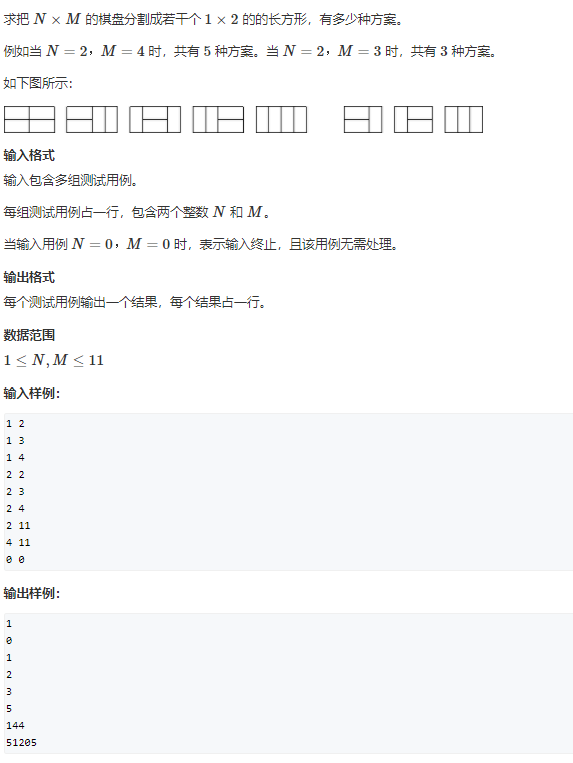 求把 N × M 的棋盘分割成若干个 1 × 2 的的长方形，有多少种方案。
例如当 N = 2，M = 4 时，共有 5 种方案。当 N = 2，M = 3 时，共有 3 种方案。
如下图所示：
输入格式
输入包含多组测试用例。
每组测试用例占一行，包含两个整数 N 和 M。
当输入用例 N = 0，M = 0 时，表示输入终止，且该用例无需处理。
输出格式
每个测试用例输出一个结果，每个结果占一行。
数据范围
1 ≤ N, M ≤ 11
输入样例：
1 2
1 3
1 4
2 2
2 3
2 4
2 11
4 11
0 0
输出样例：
1
0
1
2
3
5
144
51205